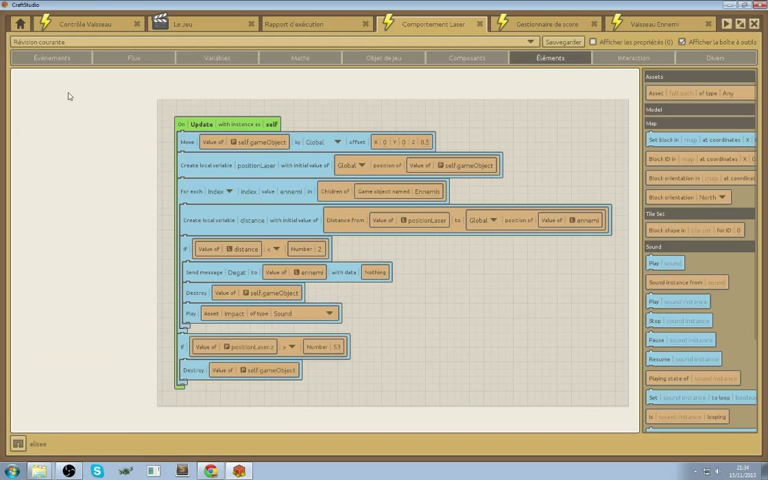 CraftStudio
Contrôle Vaisseau
Le Jeu
Rapport d'exécution
Comportement Laser
Gestionnaire de score
Vaisseau Ennemi
Révision courante
Sauvegarder
Afficher les propriétés (0)
Afficher la boîte à outils
Événements
Flux
Variables
Maths
Objet de jeu
Composants
Éléments
Interaction
Divers
On Update with instance as self
Move Value of self.gameObject by Global offset X 0 Y 0 Z 0.5
Create local variable positionLaser with initial value of Global position of Value of self.gameObject
For each Index Index value ennemi in Children of Game object named Ennemis
Create local variable distance with initial value of Distance from Value of positionLaser to Global position of Value of ennemi
If Value of distance < Number 2
Send message Degat to Value of ennemi with data Nothing
Destroy Value of self.gameObject
Play Asset Impact of type Sound
If Value of positionLaser.z > Number 53
Destroy Value of self.gameObject
Assets
Asset full path of type Any
Model
Map
Set block in map at coordinates X
Block ID in map at coordinates X
Block orientation in map at coordinates
Block orientation North
Tile Set
Block shape in tile set for ID 0
Sound
Play sound
Sound instance from sound
Play sound instance
Stop sound instance
Pause sound instance
Resume sound instance
Playing state of sound instance
Set sound instance to loop boolean
Is sound instance looping
elisee
21:34
15/11/2013